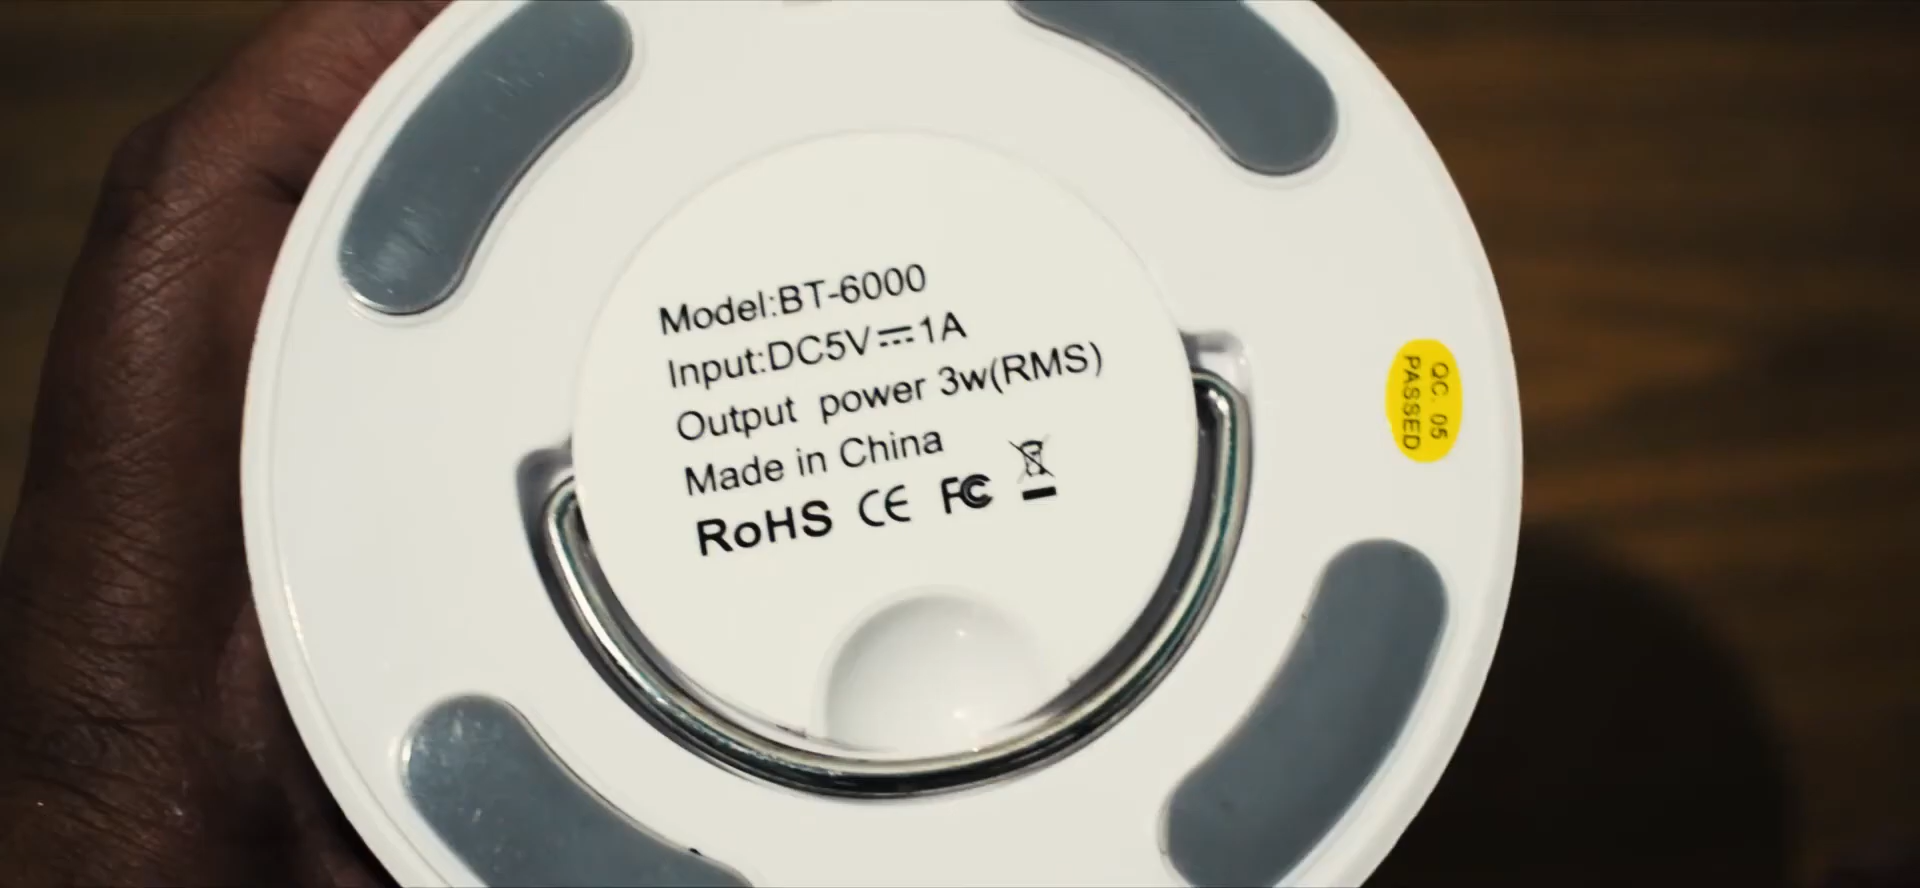 Model:BT-6000
Input:DC5V⎓1A
Output power 3w(RMS)
Made in China
RoHS CE FC
QC. 05
PASSED